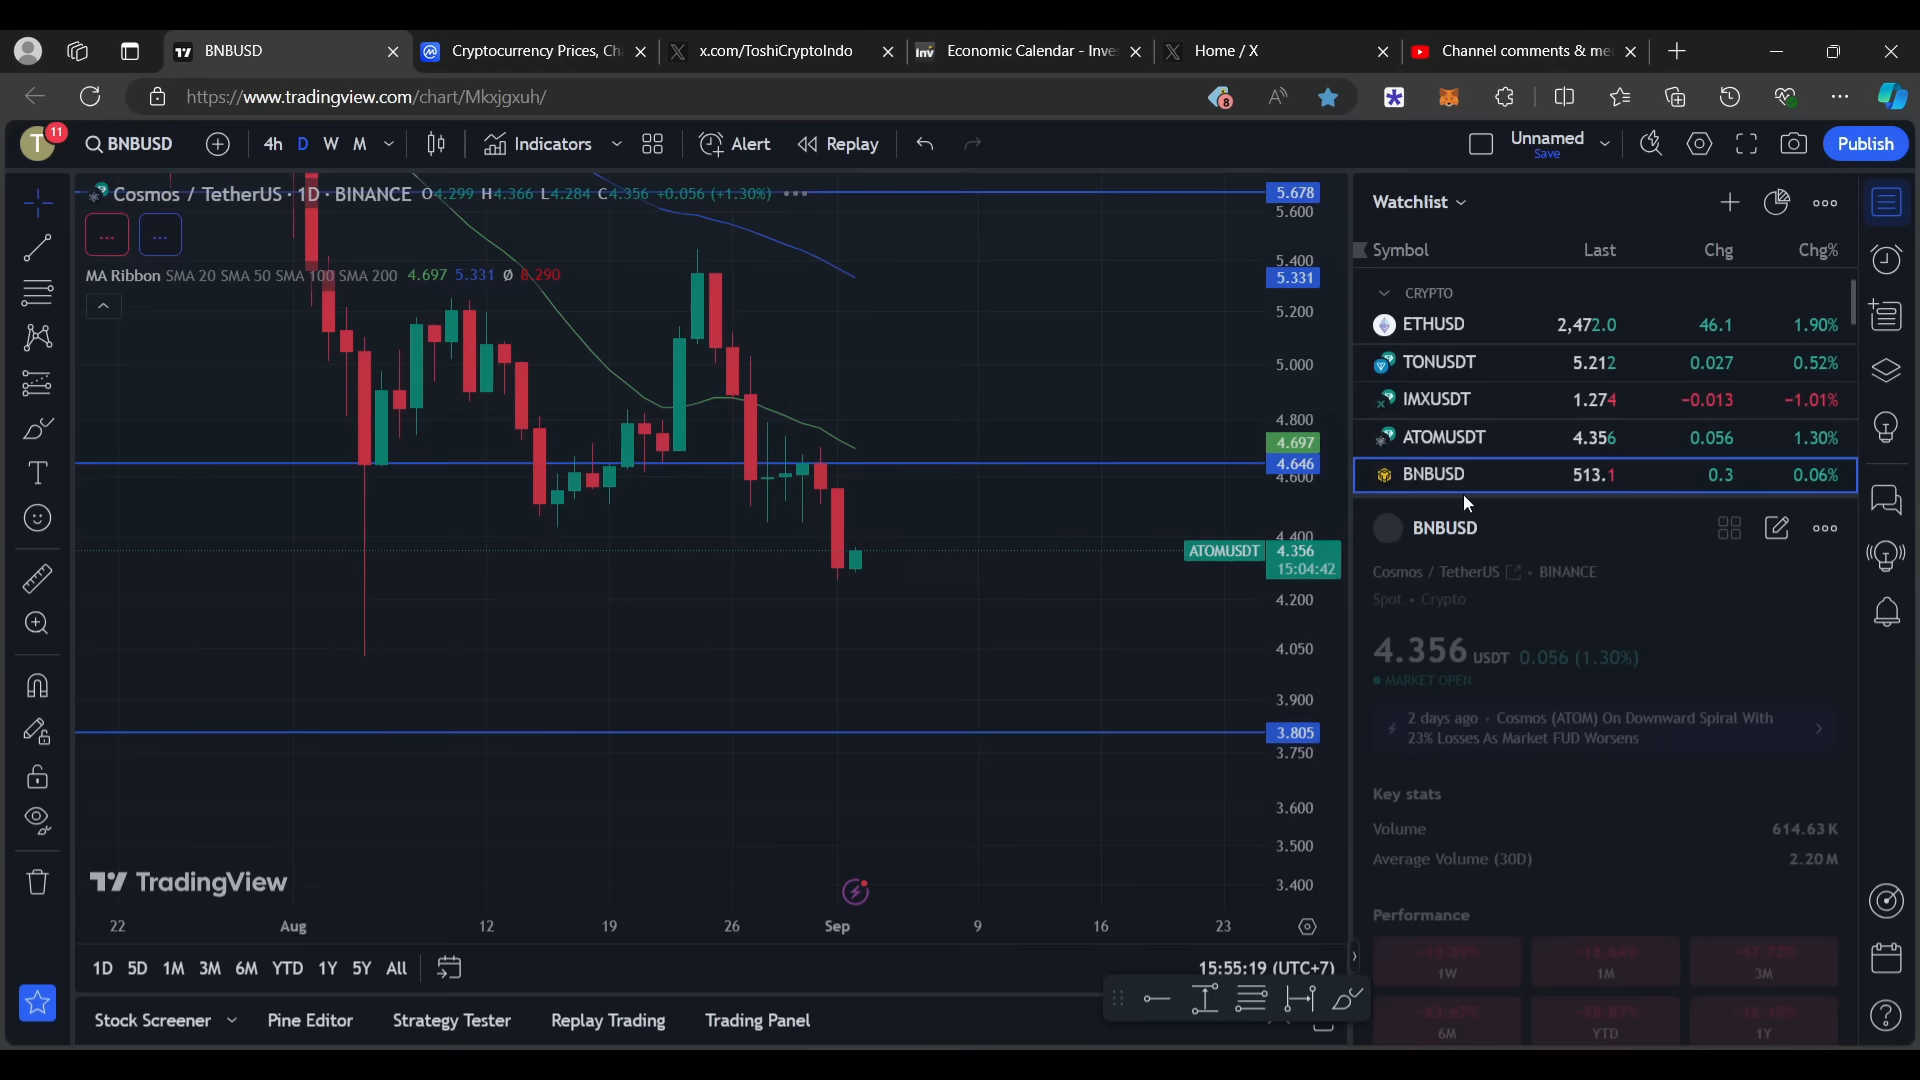 BNBUSD
Cryptocurrency Prices, Ch
x.com/ToshiCryptoIndo
Economic Calendar - Inve
Home / X
Channel comments & me
https://www.tradingview.com/chart/Mkxjgxuh/
8
T 11 BNBUSD 4h D W M Indicators Alert Replay Unnamed Save Publish
Cosmos / TetherUS · 1D · BINANCE O4.299 H4.366 L4.284 C4.356 +0.056 (+1.30%)
MA Ribbon SMA 20 SMA 50 SMA 100 SMA 200 4.697 5.331 Ø 8.290
5.678
5.600
5.400
5.331
5.200
5.000
4.800
4.697
4.646
4.600
4.400
ATOMUSDT 4.356
15:04:42
4.200
4.050
3.900
3.805
3.750
3.600
3.500
3.400
TradingView
22 Aug 12 19 26 Sep 9 16 23
1D 5D 1M 3M 6M YTD 1Y 5Y All 15:55:19 (UTC+7)
Stock Screener Pine Editor Strategy Tester Replay Trading Trading Panel
Watchlist
Symbol Last Chg Chg%
CRYPTO
ETHUSD 2,472.0 46.1 1.90%
TONUSDT 5.212 0.027 0.52%
IMXUSDT 1.274 −0.013 −1.01%
ATOMUSDT 4.356 0.056 1.30%
BNBUSD 513.1 0.3 0.06%
BNBUSD
Cosmos / TetherUS • BINANCE
Spot • Crypto
4.356 USDT 0.056 (1.30%)
MARKET OPEN
2 days ago • Cosmos (ATOM) On Downward Spiral With
23% Losses As Market FUD Worsens
Key stats
Volume 614.63K
Average Volume (30D) 2.20M
Performance
1W 1M 3M
6M YTD 1Y